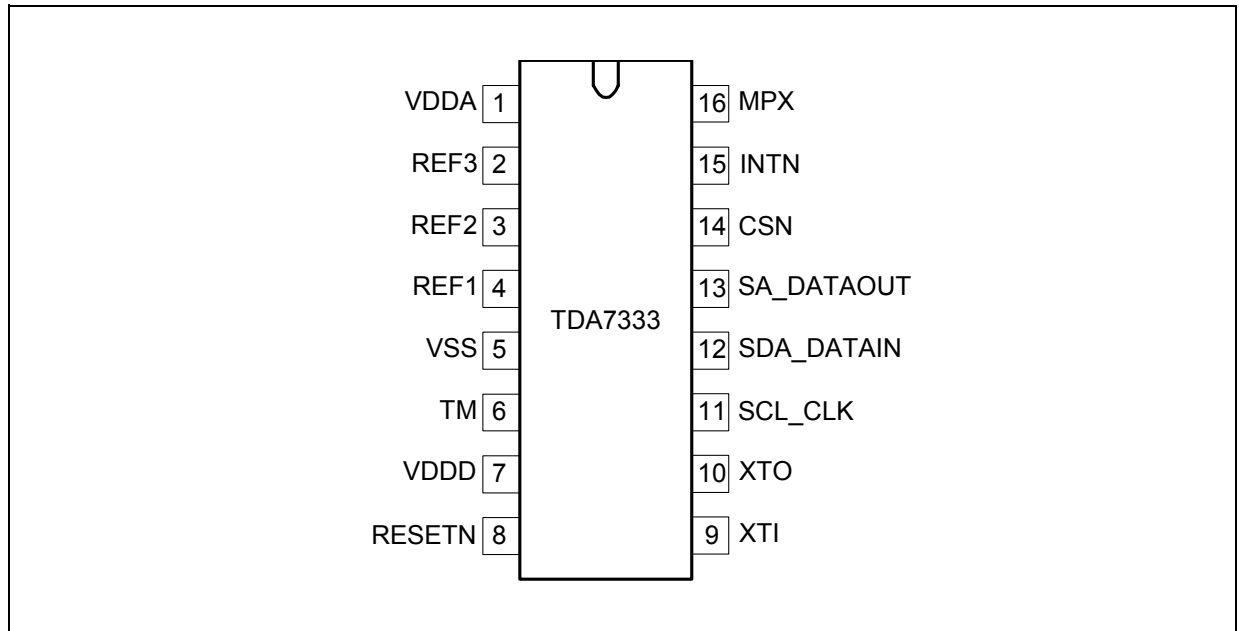 VDDA 1
16 MPX
REF3 2
15 INTN
REF2 3
14 CSN
REF1 4
13 SA_DATAOUT
TDA7333
VSS 5
12 SDA_DATAIN
TM 6
11 SCL_CLK
VDDD 7
10 XTO
RESETN 8
9 XTI